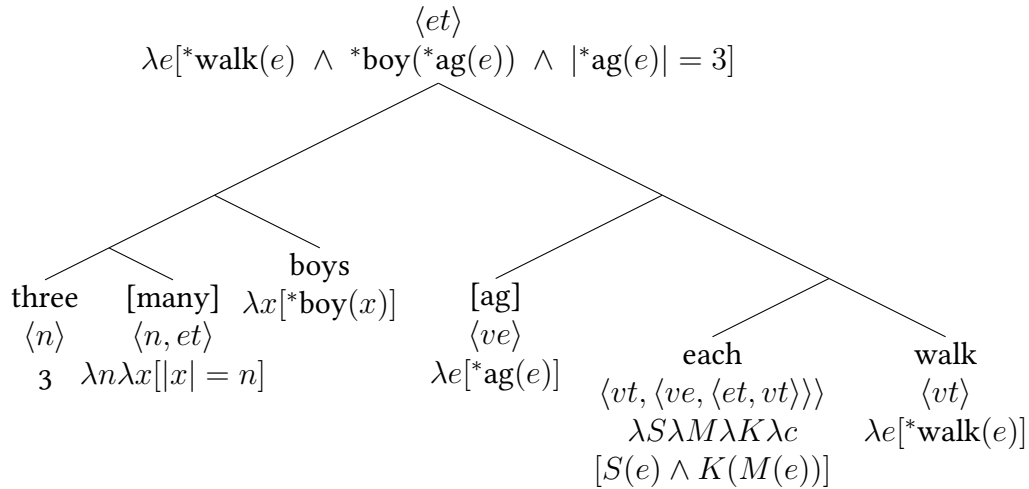 ⟨et⟩
λe[*walk(e) ∧ *boy(*ag(e)) ∧ |*ag(e)| = 3]
three
⟨n⟩
3
[many]
⟨n, et⟩
λnλx[|x| = n]
boys
λx[*boy(x)]
[ag]
⟨ve⟩
λe[*ag(e)]
each
⟨vt, ⟨ve, ⟨et, vt⟩⟩⟩
λSλMλKλc
[S(e) ∧ K(M(e))]
walk
⟨vt⟩
λe[*walk(e)]